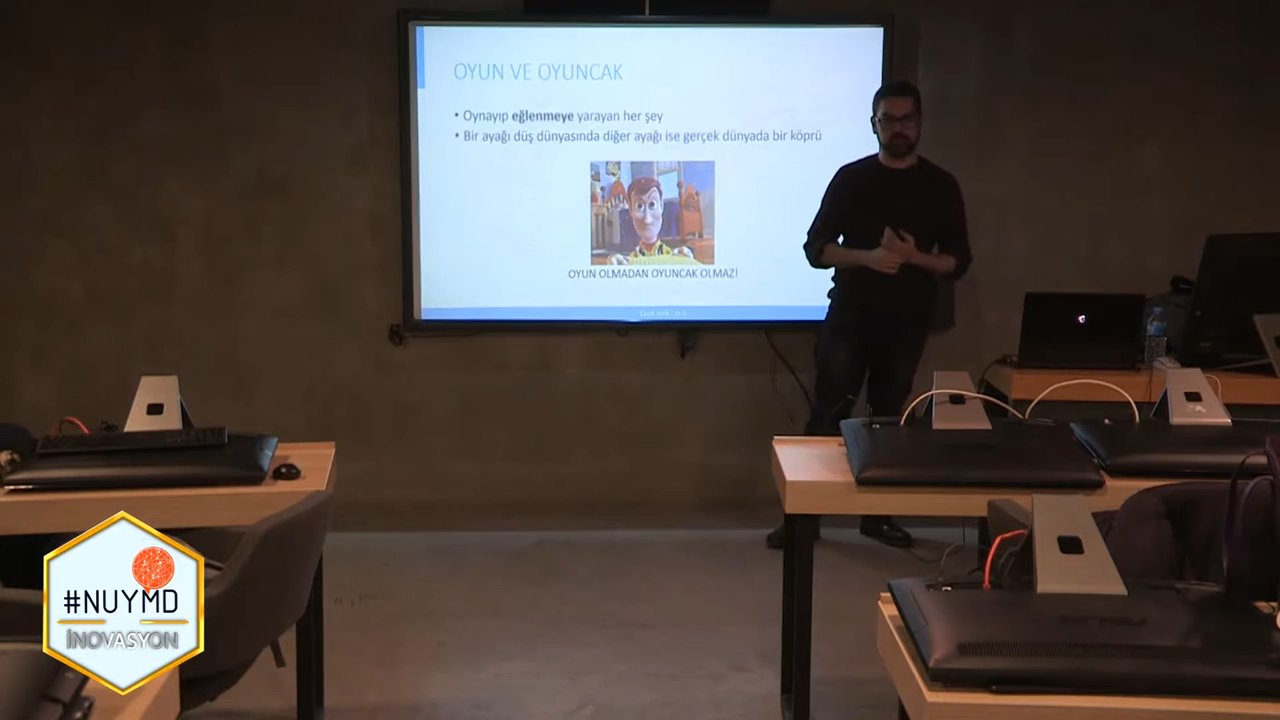 OYUN VE OYUNCAK
• Oynayıp eğlenmeye yarayan her şey
• Bir ayağı düş dünyasında diğer ayağı ise gerçek dünyada bir köprü
OYUN OLMADAN OYUNCAK OLMAZ!
#NUYMD
İNOVASYON